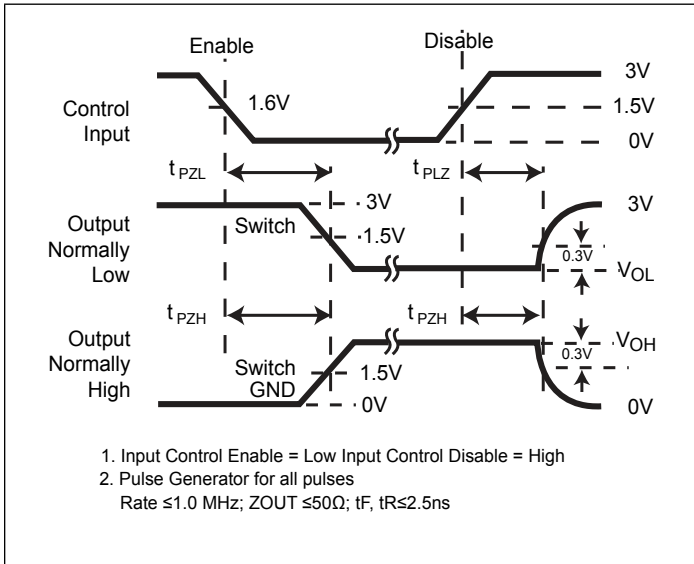 Enable
Disable
Control
Input
1.6V
3V
1.5V
0V
tPZL
tPLZ
Output
Normally
Low
Switch
3V
1.5V
3V
0.3V
VOL
tPZH
tPZH
Output
Normally
High
Switch
GND
1.5V
0V
VOH
0.3V
0V
1. Input Control Enable = Low Input Control Disable = High
2. Pulse Generator for all pulses
Rate ≤1.0 MHz; ZOUT ≤50Ω; tF, tR≤2.5ns